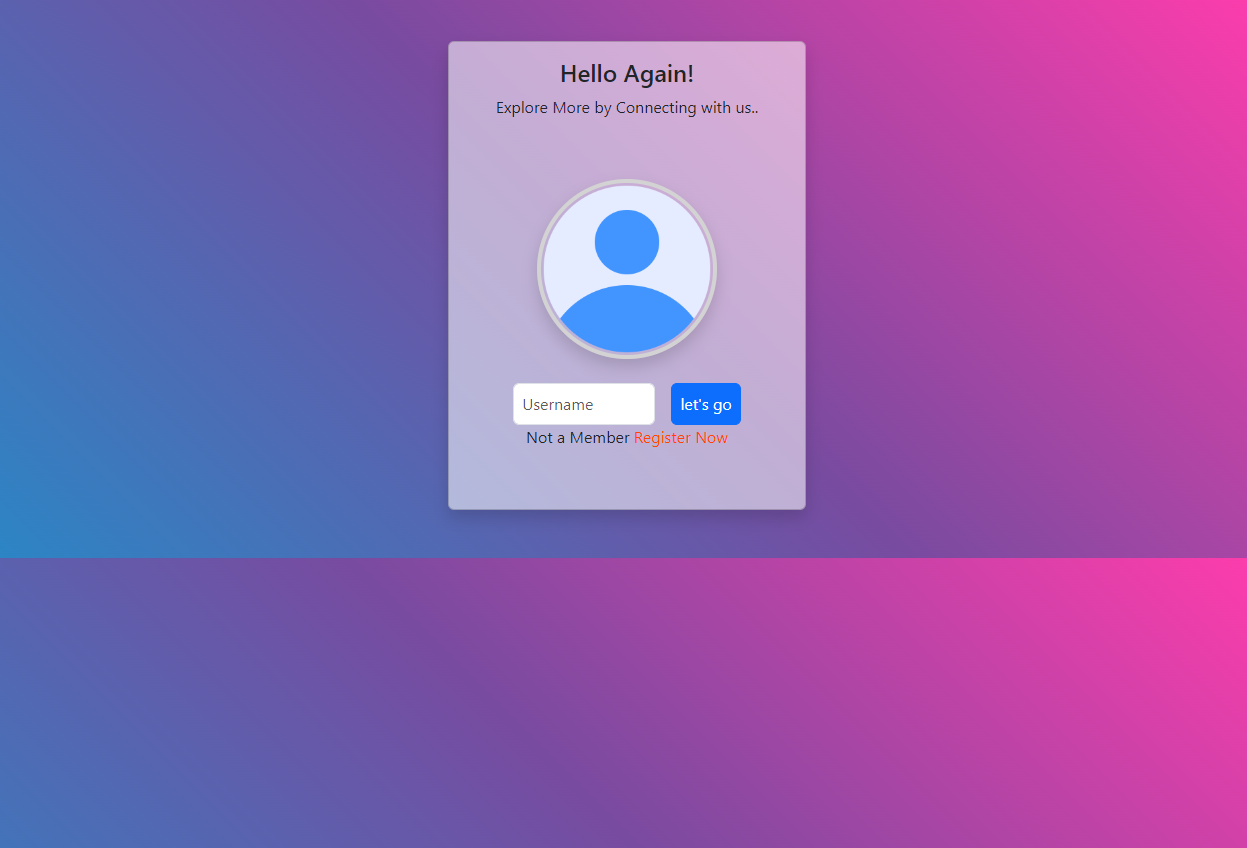 Hello Again!
Explore More by Connecting with us..
Username let's go
Not a Member Register Now